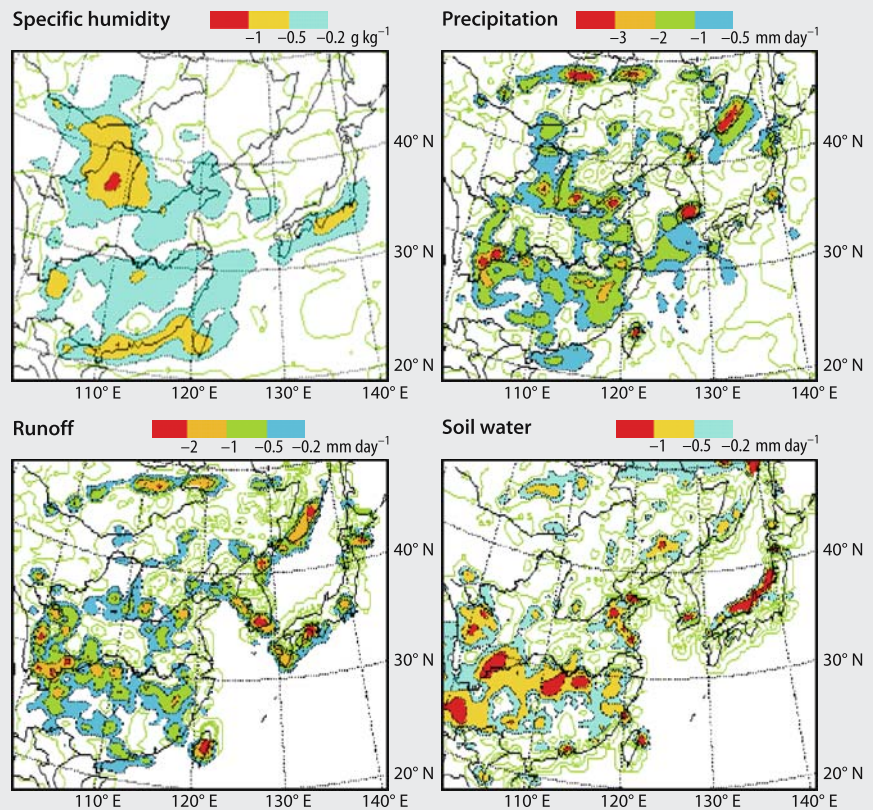 Specific humidity
−1 −0.5 −0.2 g kg⁻¹
Precipitation
−3 −2 −1 −0.5 mm day⁻¹
40° N
30° N
20° N
110° E 120° E 130° E 140° E
40° N
30° N
20° N
110° E 120° E 130° E 140° E
Runoff
−2 −1 −0.5 −0.2 mm day⁻¹
Soil water
−1 −0.5 −0.2 mm day⁻¹
40° N
30° N
20° N
110° E 120° E 130° E 140° E
40° N
30° N
20° N
110° E 120° E 130° E 140° E